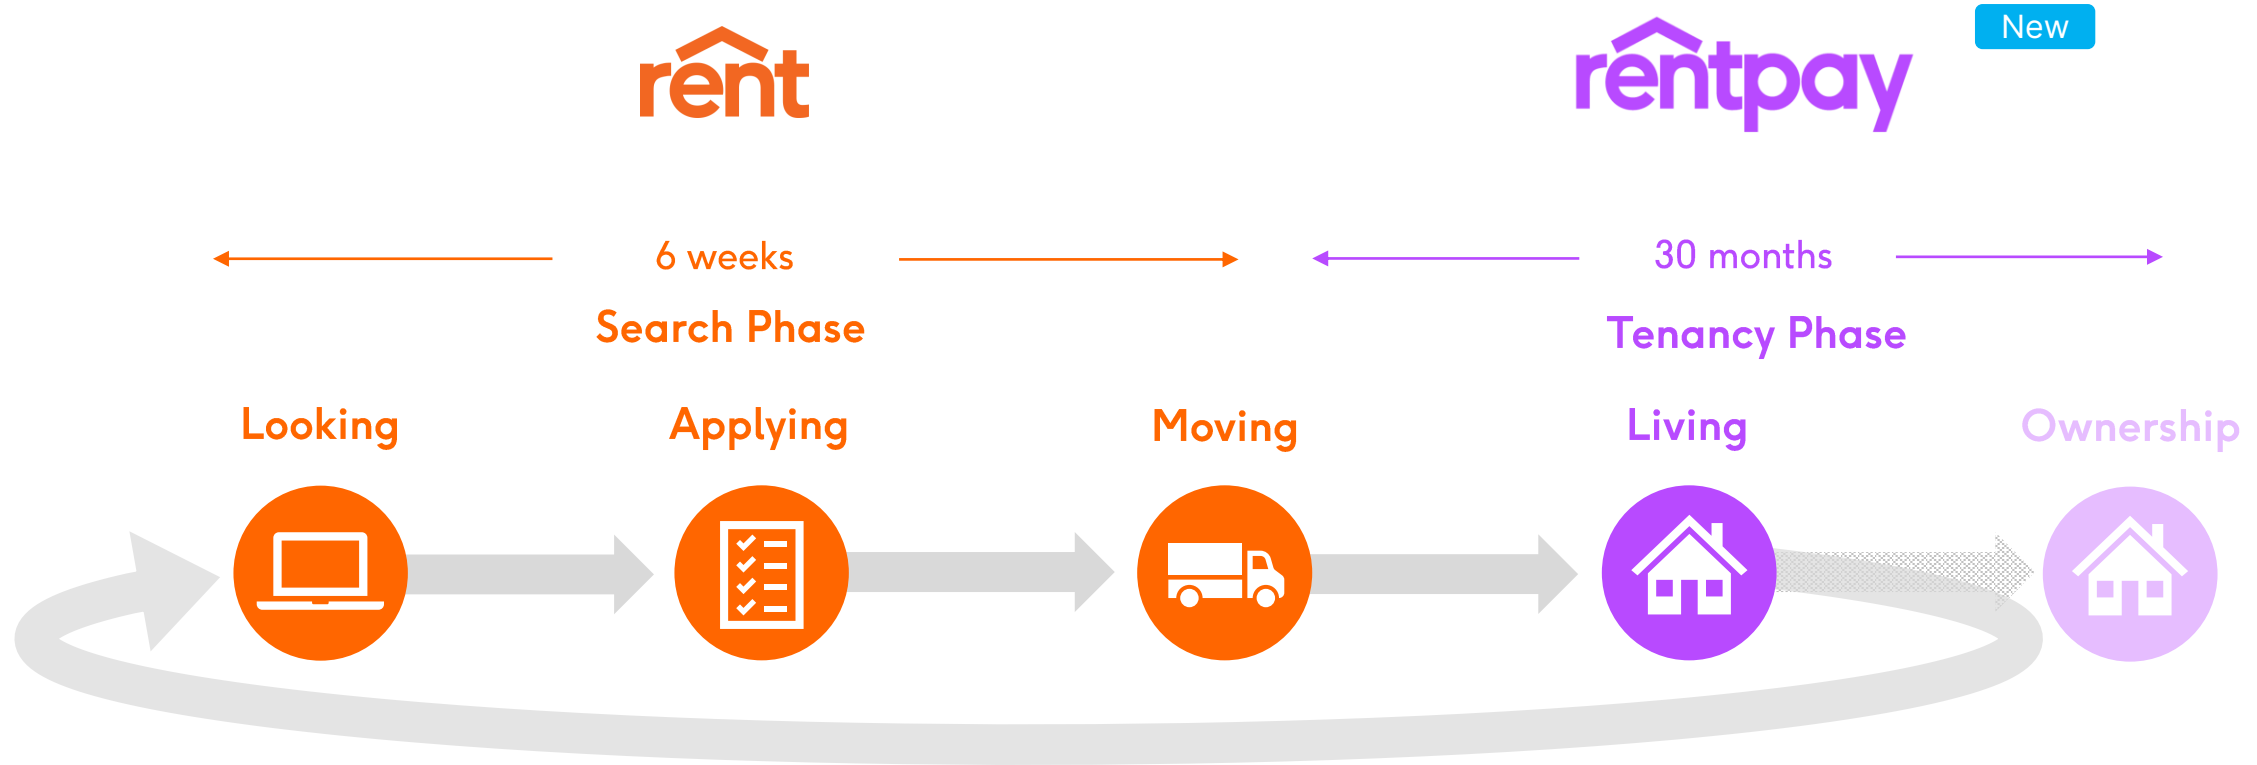 rent
rentpay
New
6 weeks
30 months
Search Phase
Tenancy Phase
Looking
Applying
Moving
Living
Ownership